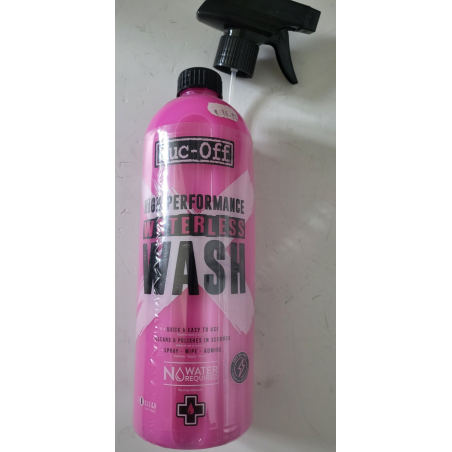 Muc-Off
HIGH PERFORMANCE
WATERLESS
WASH
QUICK & EASY TO USE
CLEANS & POLISHES IN SECONDS
SPRAY - WIPE - ADMIRE
NO WATER
REQUIRED